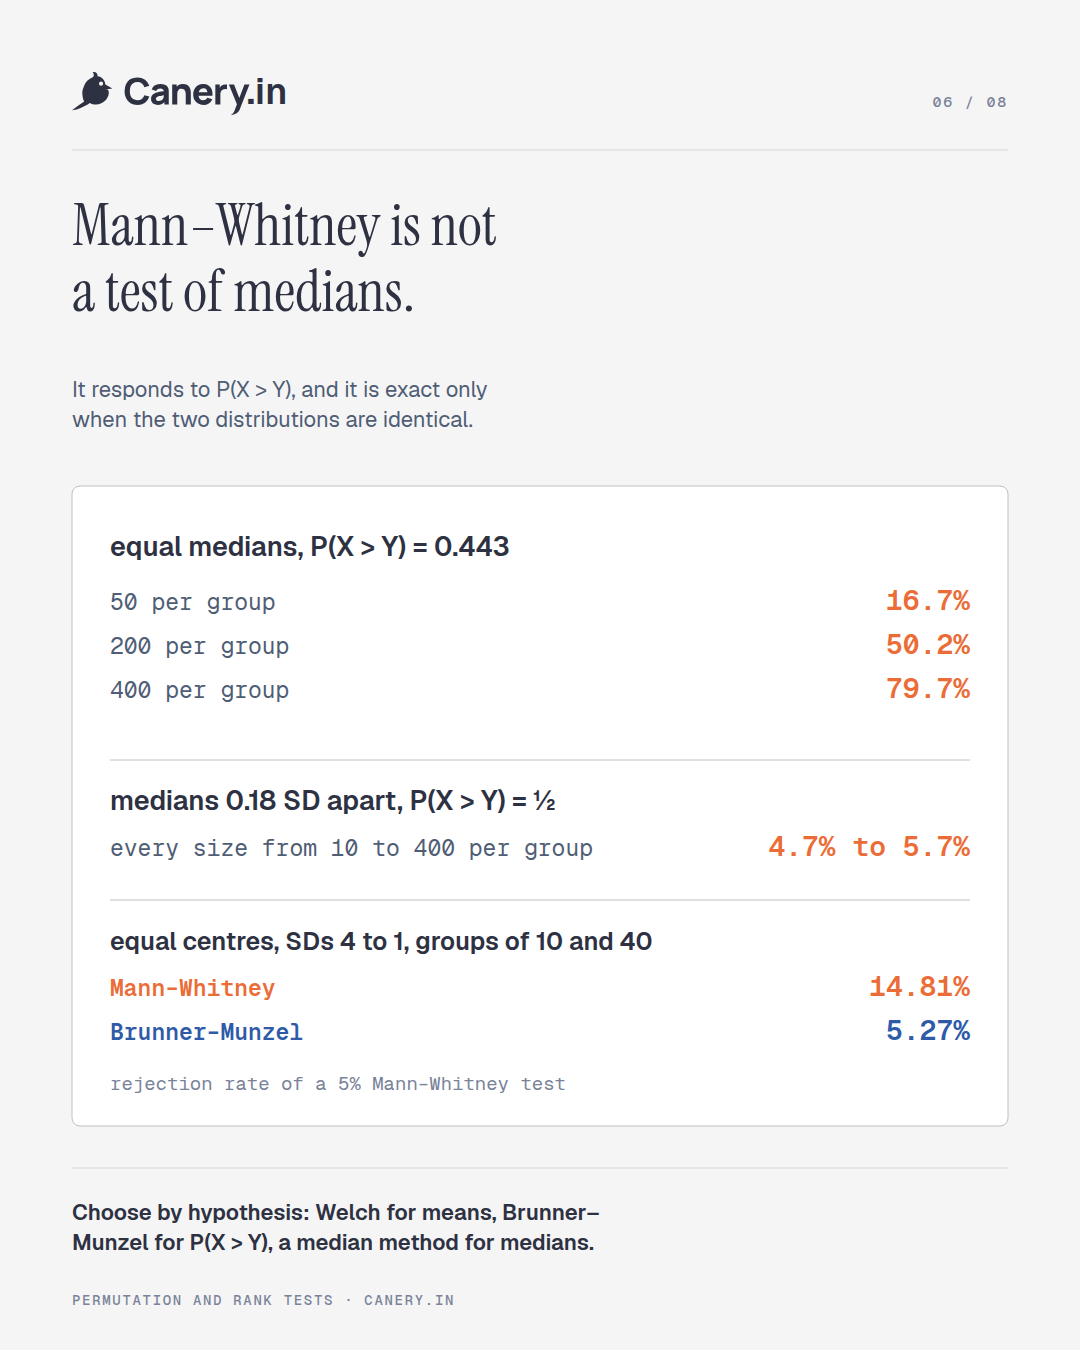 Canery.in
06 / 08
Mann–Whitney is not
a test of medians.
It responds to P(X > Y), and it is exact only
when the two distributions are identical.
equal medians, P(X > Y) = 0.443
50 per group 16.7%
200 per group 50.2%
400 per group 79.7%
medians 0.18 SD apart, P(X > Y) = ½
every size from 10 to 400 per group 4.7% to 5.7%
equal centres, SDs 4 to 1, groups of 10 and 40
Mann–Whitney 14.81%
Brunner–Munzel 5.27%
rejection rate of a 5% Mann–Whitney test
Choose by hypothesis: Welch for means, Brunner–
Munzel for P(X > Y), a median method for medians.
PERMUTATION AND RANK TESTS · CANERY.IN